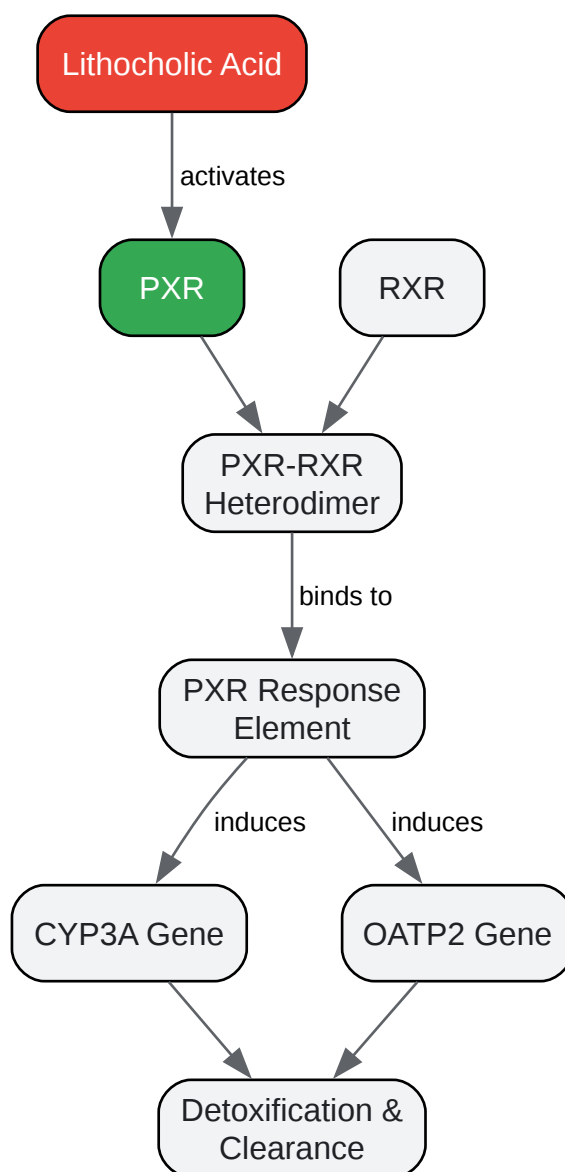 Lithocholic Acid
activates
PXR
RXR
PXR-RXR
Heterodimer
binds to
PXR Response
Element
induces
induces
CYP3A Gene
OATP2 Gene
Detoxification &
Clearance